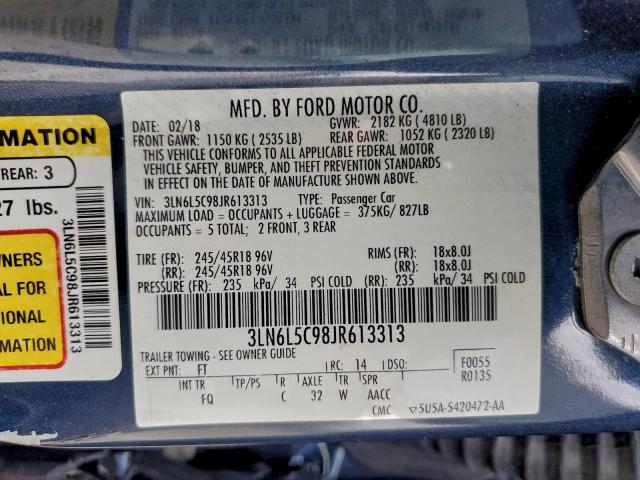 MFD. BY FORD MOTOR CO.
DATE: 02/18 GVWR: 2182 KG ( 4810 LB)
FRONT GAWR: 1150 KG ( 2535 LB) REAR GAWR: 1052 KG ( 2320 LB)
THIS VEHICLE CONFORMS TO ALL APPLICABLE FEDERAL MOTOR
VEHICLE SAFETY, BUMPER, AND THEFT PREVENTION STANDARDS
IN EFFECT ON THE DATE OF MANUFACTURE SHOWN ABOVE.
VIN: 3LN6L5C98JR613313 TYPE: Passenger Car
MAXIMUM LOAD = OCCUPANTS + LUGGAGE = 375KG/ 827LB
OCCUPANTS = 5 TOTAL; 2 FRONT, 3 REAR
TIRE (FR): 245/45R18 96V RIMS (FR): 18x8.0J
(RR): 245/45R18 96V (RR): 18x8.0J
PRESSURE (FR): 235 kPa/ 34 PSI COLD (RR): 235 kPa/ 34 PSI COLD
3LN6L5C98JR613313
TRAILER TOWING - SEE OWNER GUIDE
EXT PNT: FT RC: 14 DSO: F0055
R0135
INT TR TP/PS R AXLE TR SPR
FQ C 32 W AACC
CMC ▽5U5A-5420472-AA
MATION
REAR: 3
27 lbs.
WNERS
AL FOR
IONAL
MATION
3LN6L5C98JR613313